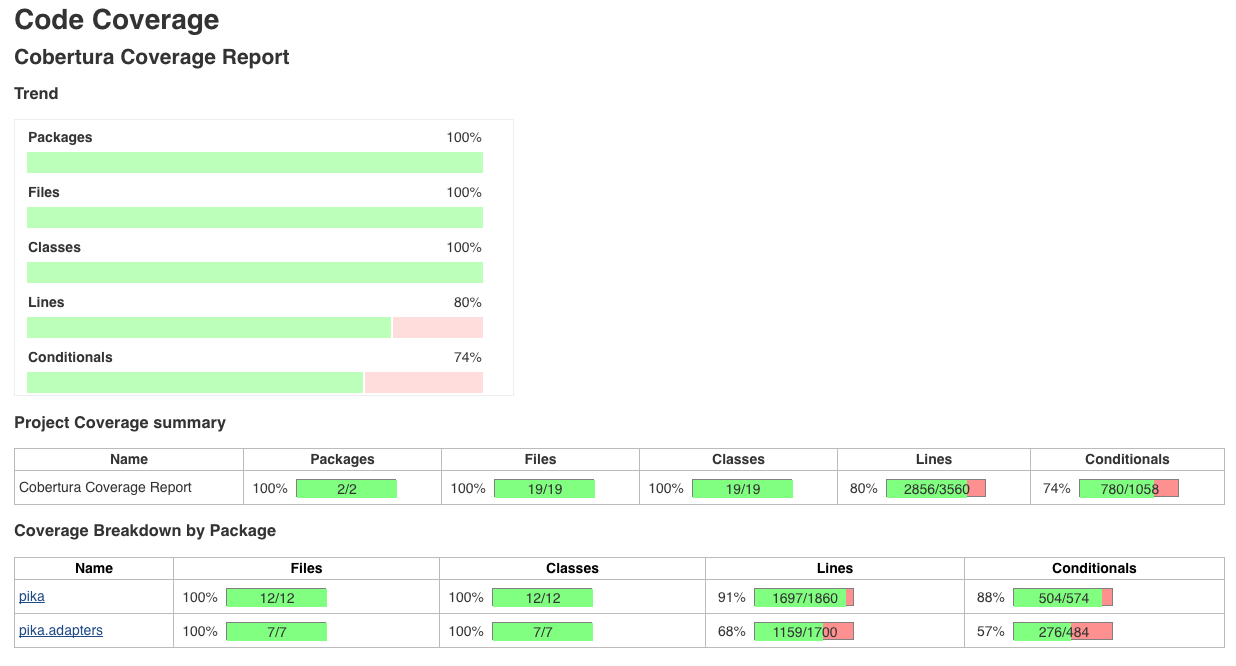 Code Coverage
Cobertura Coverage Report
Trend
Packages 100%
Files 100%
Classes 100%
Lines 80%
Conditionals 74%
Project Coverage summary
Name Packages Files Classes Lines Conditionals
Cobertura Coverage Report 100% 2/2 100% 19/19 100% 19/19 80% 2856/3560 74% 780/1058
Coverage Breakdown by Package
Name Files Classes Lines Conditionals
pika 100% 12/12 100% 12/12 91% 1697/1860 88% 504/574
pika.adapters 100% 7/7 100% 7/7 68% 1159/1700 57% 276/484